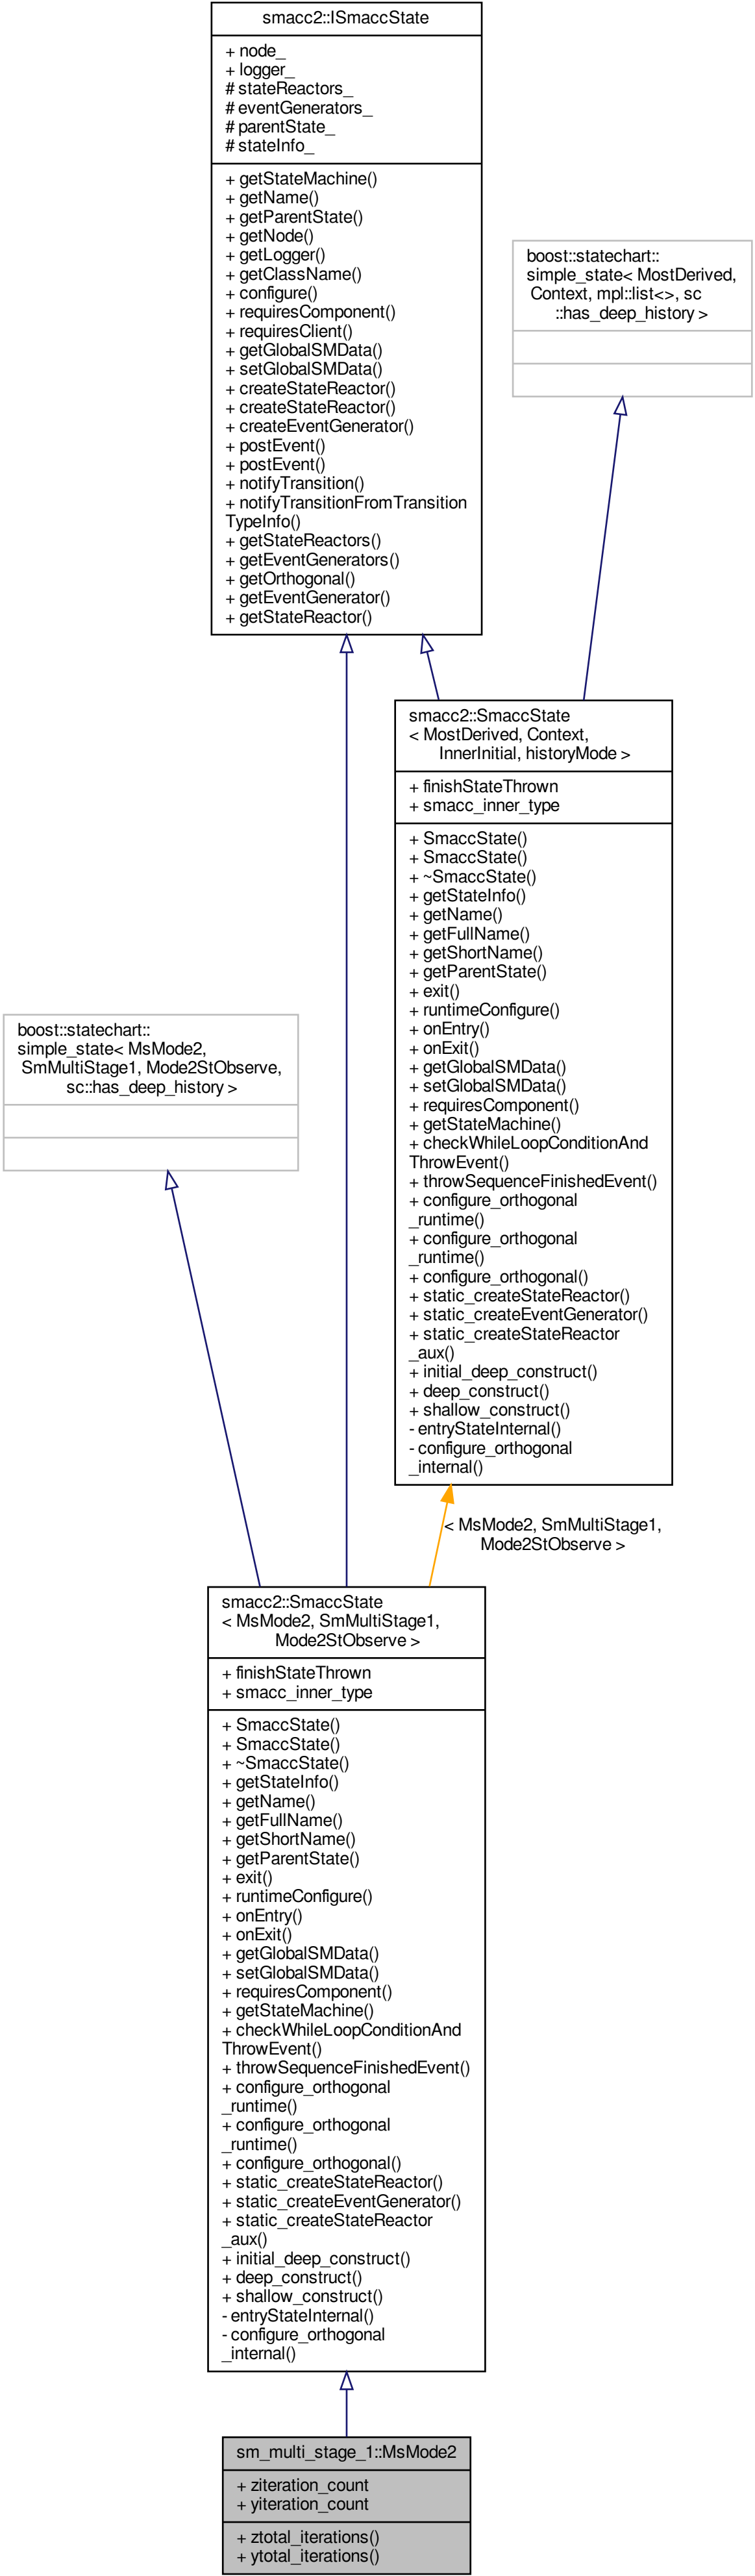 smacc2::ISmaccState
+ node_
+ logger_
# stateReactors_
# eventGenerators_
# parentState_
# stateInfo_
+ getStateMachine()
+ getName()
+ getParentState()
+ getNode()
+ getLogger()
+ getClassName()
+ configure()
+ requiresComponent()
+ requiresClient()
+ getGlobalSMData()
+ setGlobalSMData()
+ createStateReactor()
+ createStateReactor()
+ createEventGenerator()
+ postEvent()
+ postEvent()
+ notifyTransition()
+ notifyTransitionFromTransition
TypeInfo()
+ getStateReactors()
+ getEventGenerators()
+ getOrthogonal()
+ getEventGenerator()
+ getStateReactor()
boost::statechart::
simple_state< MostDerived,
Context, mpl::list<>, sc
::has_deep_history >
smacc2::SmaccState
< MostDerived, Context,
InnerInitial, historyMode >
+ finishStateThrown
+ smacc_inner_type
+ SmaccState()
+ SmaccState()
+ ~SmaccState()
+ getStateInfo()
+ getName()
+ getFullName()
+ getShortName()
+ getParentState()
+ exit()
+ runtimeConfigure()
+ onEntry()
+ onExit()
+ getGlobalSMData()
+ setGlobalSMData()
+ requiresComponent()
+ getStateMachine()
+ checkWhileLoopConditionAnd
ThrowEvent()
+ throwSequenceFinishedEvent()
+ configure_orthogonal
_runtime()
+ configure_orthogonal
_runtime()
+ configure_orthogonal()
+ static_createStateReactor()
+ static_createEventGenerator()
+ static_createStateReactor
_aux()
+ initial_deep_construct()
+ deep_construct()
+ shallow_construct()
- entryStateInternal()
- configure_orthogonal
_internal()
boost::statechart::
simple_state< MsMode2,
SmMultiStage1, Mode2StObserve,
sc::has_deep_history >
< MsMode2, SmMultiStage1,
Mode2StObserve >
smacc2::SmaccState
< MsMode2, SmMultiStage1,
Mode2StObserve >
+ finishStateThrown
+ smacc_inner_type
+ SmaccState()
+ SmaccState()
+ ~SmaccState()
+ getStateInfo()
+ getName()
+ getFullName()
+ getShortName()
+ getParentState()
+ exit()
+ runtimeConfigure()
+ onEntry()
+ onExit()
+ getGlobalSMData()
+ setGlobalSMData()
+ requiresComponent()
+ getStateMachine()
+ checkWhileLoopConditionAnd
ThrowEvent()
+ throwSequenceFinishedEvent()
+ configure_orthogonal
_runtime()
+ configure_orthogonal
_runtime()
+ configure_orthogonal()
+ static_createStateReactor()
+ static_createEventGenerator()
+ static_createStateReactor
_aux()
+ initial_deep_construct()
+ deep_construct()
+ shallow_construct()
- entryStateInternal()
- configure_orthogonal
_internal()
sm_multi_stage_1::MsMode2
+ ziteration_count
+ yiteration_count
+ ztotal_iterations()
+ ytotal_iterations()